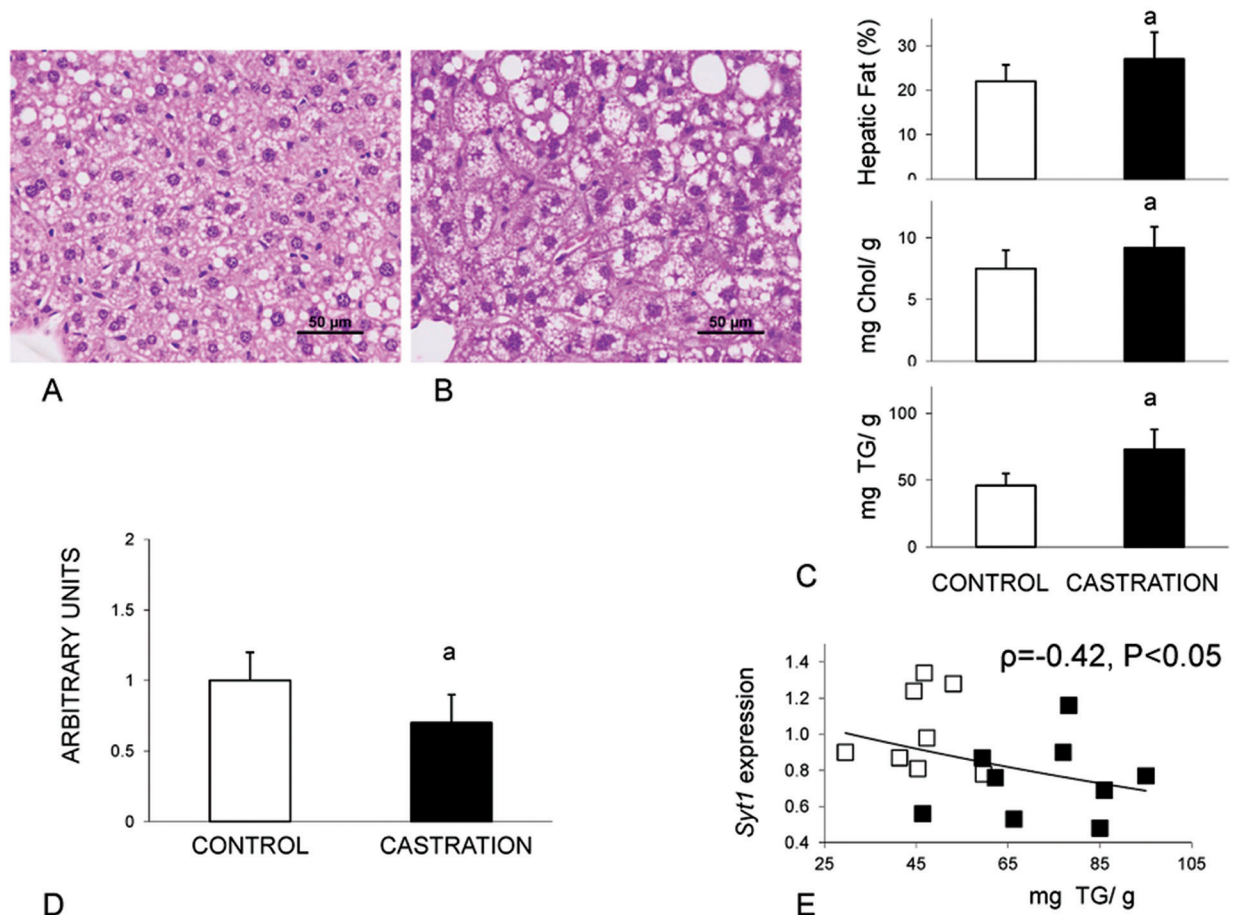 50 µm
A
50 µm
B
a
Hepatic Fat (%)
30
20
10
0
a
mg Chol/ g
10
5
0
a
mg TG/ g
100
50
0
C
CONTROL
CASTRATION
ARBITRARY UNITS
2
1.5
1
0.5
0
a
CONTROL
CASTRATION
D
ρ=-0.42, P<0.05
Syt1 expression
1.4
1.2
1.0
0.8
0.6
0.4
25
45
65
85
105
mg TG/ g
E